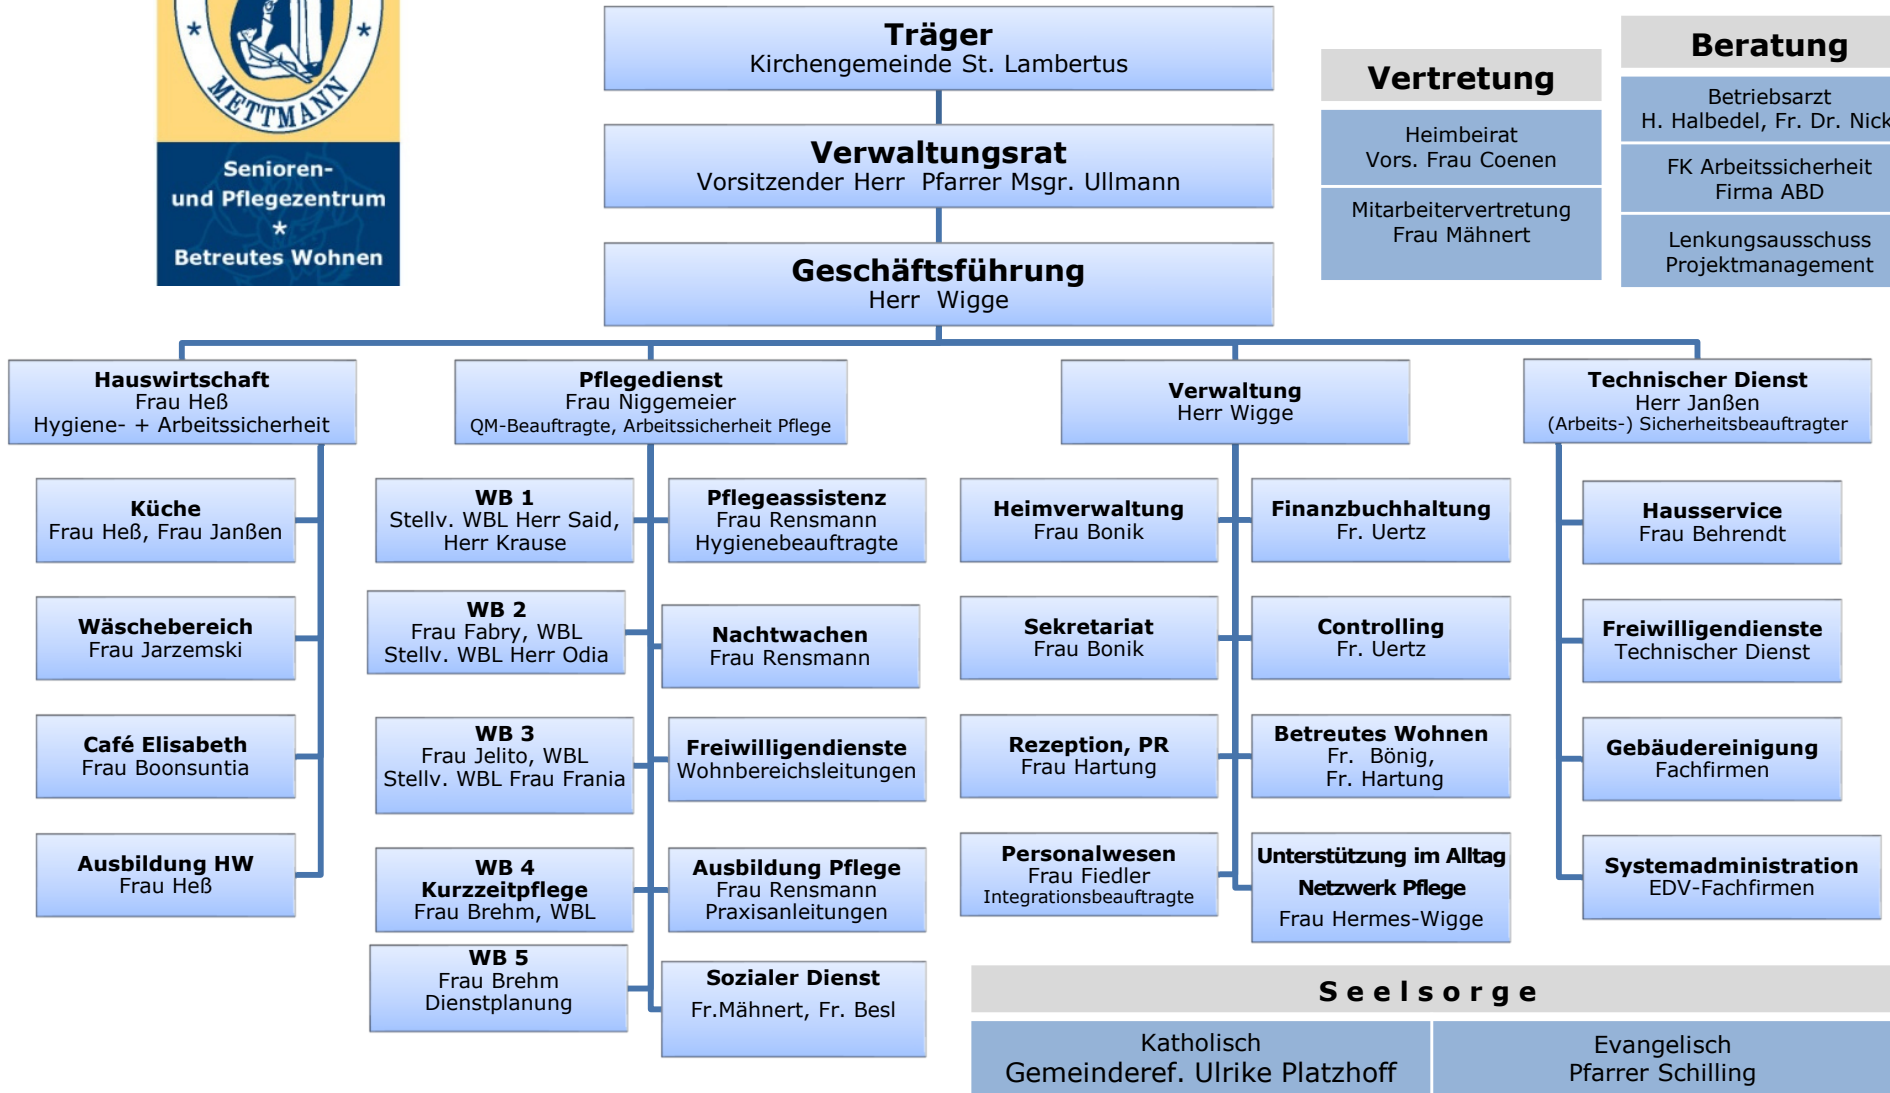 METTMANN
Senioren-
und Pflegezentrum
*
Betreutes Wohnen
Träger
Kirchengemeinde St. Lambertus
Verwaltungsrat
Vorsitzender Herr Pfarrer Msgr. Ullmann
Geschäftsführung
Herr Wigge
Vertretung
Heimbeirat
Vors. Frau Coenen
Mitarbeitervertretung
Frau Mähnert
Beratung
Betriebsarzt
H. Halbedel, Fr. Dr. Nick
FK Arbeitssicherheit
Firma ABD
Lenkungsausschuss
Projektmanagement
Hauswirtschaft
Frau Heß
Hygiene- + Arbeitssicherheit
Küche
Frau Heß, Frau Janßen
Wäschebereich
Frau Jarzemski
Café Elisabeth
Frau Boonsuntia
Ausbildung HW
Frau Heß
Pflegedienst
Frau Niggemeier
QM-Beauftragte, Arbeitssicherheit Pflege
WB 1
Stellv. WBL Herr Said,
Herr Krause
WB 2
Frau Fabry, WBL
Stellv. WBL Herr Odia
WB 3
Frau Jelito, WBL
Stellv. WBL Frau Frania
WB 4
Kurzzeitpflege
Frau Brehm, WBL
WB 5
Frau Brehm
Dienstplanung
Pflegeassistenz
Frau Rensmann
Hygienebeauftragte
Nachtwachen
Frau Rensmann
Freiwilligendienste
Wohnbereichsleitungen
Ausbildung Pflege
Frau Rensmann
Praxisanleitungen
Sozialer Dienst
Fr.Mähnert, Fr. Besl
Verwaltung
Herr Wigge
Heimverwaltung
Frau Bonik
Sekretariat
Frau Bonik
Rezeption, PR
Frau Hartung
Personalwesen
Frau Fiedler
Integrationsbeauftragte
Finanzbuchhaltung
Fr. Uertz
Controlling
Fr. Uertz
Betreutes Wohnen
Fr. Bönig,
Fr. Hartung
Unterstützung im Alltag
Netzwerk Pflege
Frau Hermes-Wigge
Technischer Dienst
Herr Janßen
(Arbeits-) Sicherheitsbeauftragter
Hausservice
Frau Behrendt
Freiwilligendienste
Technischer Dienst
Gebäudereinigung
Fachfirmen
Systemadministration
EDV-Fachfirmen
Seelsorge
Katholisch
Gemeinderef. Ulrike Platzhoff
Evangelisch
Pfarrer Schilling